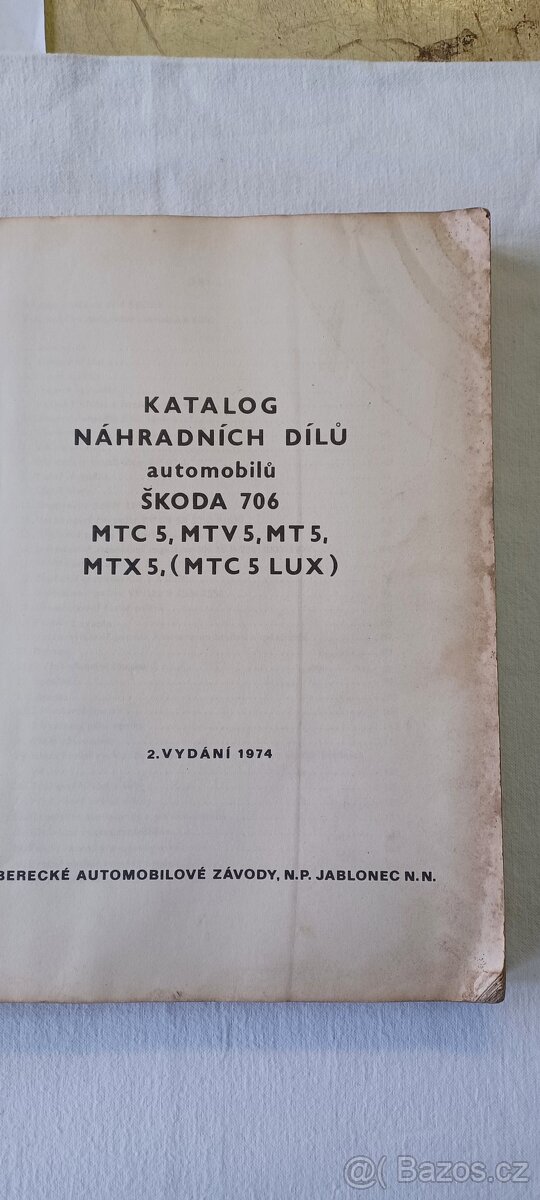 KATALOG
NÁHRADNÍCH DÍLŮ
automobilů
ŠKODA 706
MTC 5, MTV 5, MT 5,
MTX 5, (MTC 5 LUX)
2. VYDÁNÍ 1974
BERECKÉ AUTOMOBILOVÉ ZÁVODY, N.P. JABLONEC N.N.
Bazos.cz